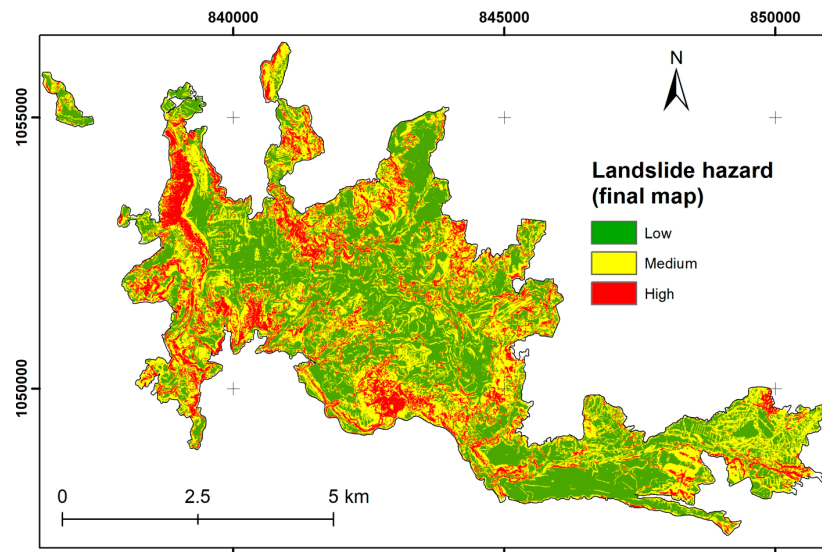 840000 845000 850000
N
1055000
Landslide hazard
(final map)
Low
Medium
High
1050000
0 2.5 5 km